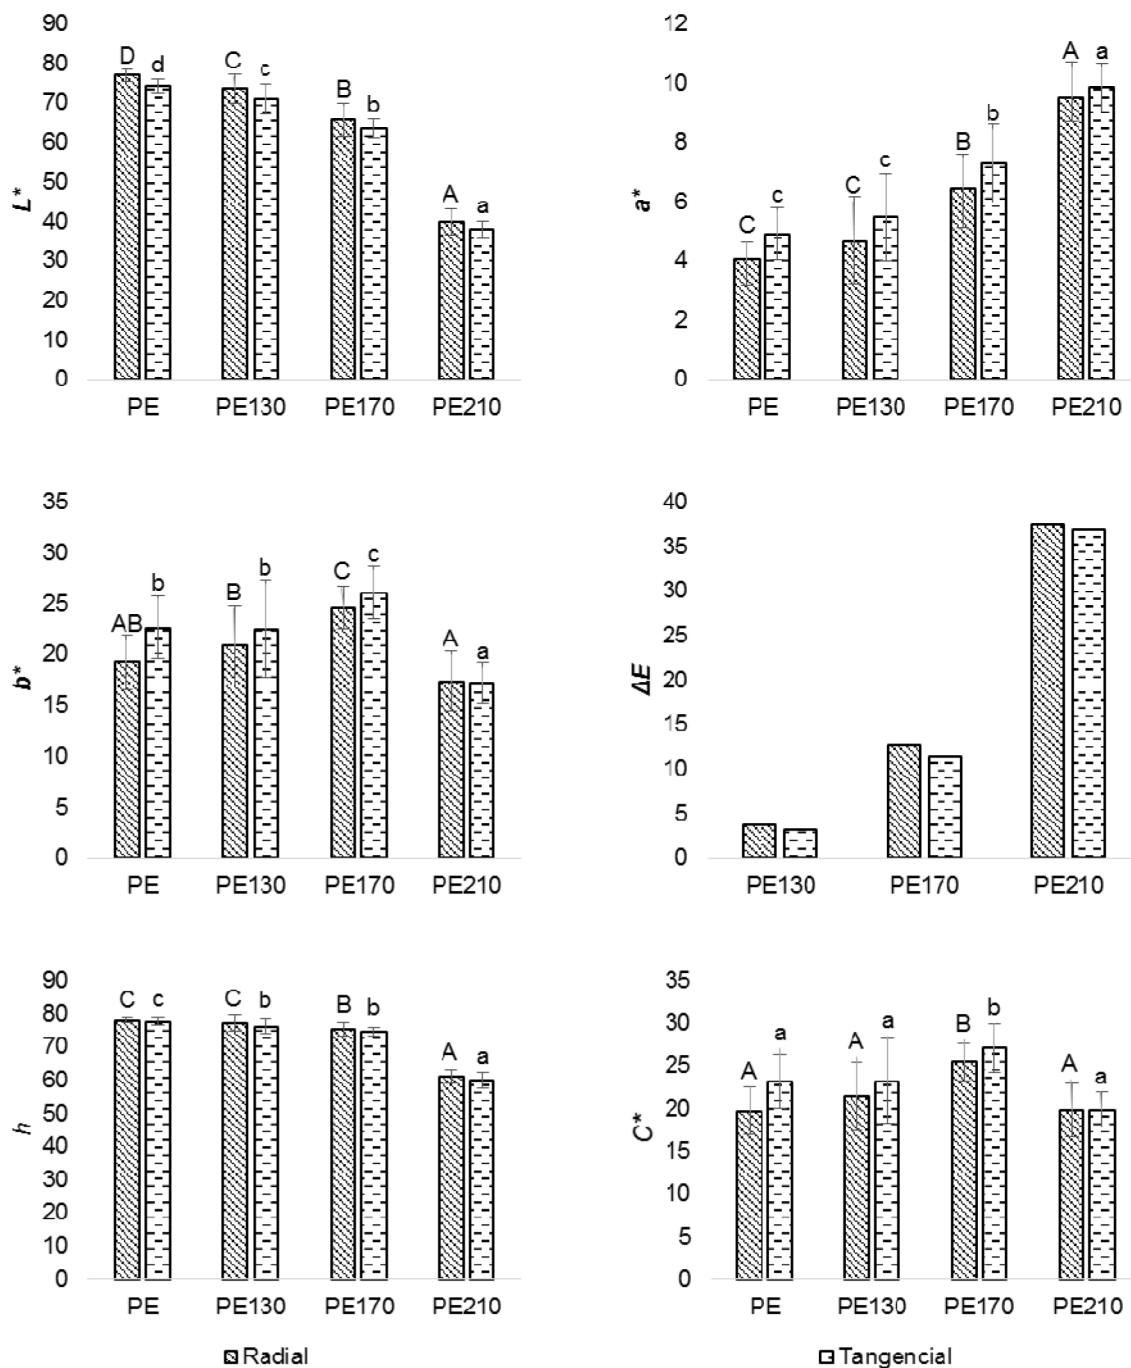 90
80
70
60
50
40
30
20
10
0
L*
D d C c B b A a
PE PE130 PE170 PE210
12
10
8
6
4
2
0
a*
C c C c B b A a
PE PE130 PE170 PE210
35
30
25
20
15
10
5
0
b*
AB b B b C c A a
PE PE130 PE170 PE210
40
35
30
25
20
15
10
5
0
ΔE
PE130 PE170 PE210
90
80
70
60
50
40
30
20
10
0
h
C c C b B b A a
PE PE130 PE170 PE210
35
30
25
20
15
10
5
0
C*
A a A a B b A a
PE PE130 PE170 PE210
Radial Tangencial